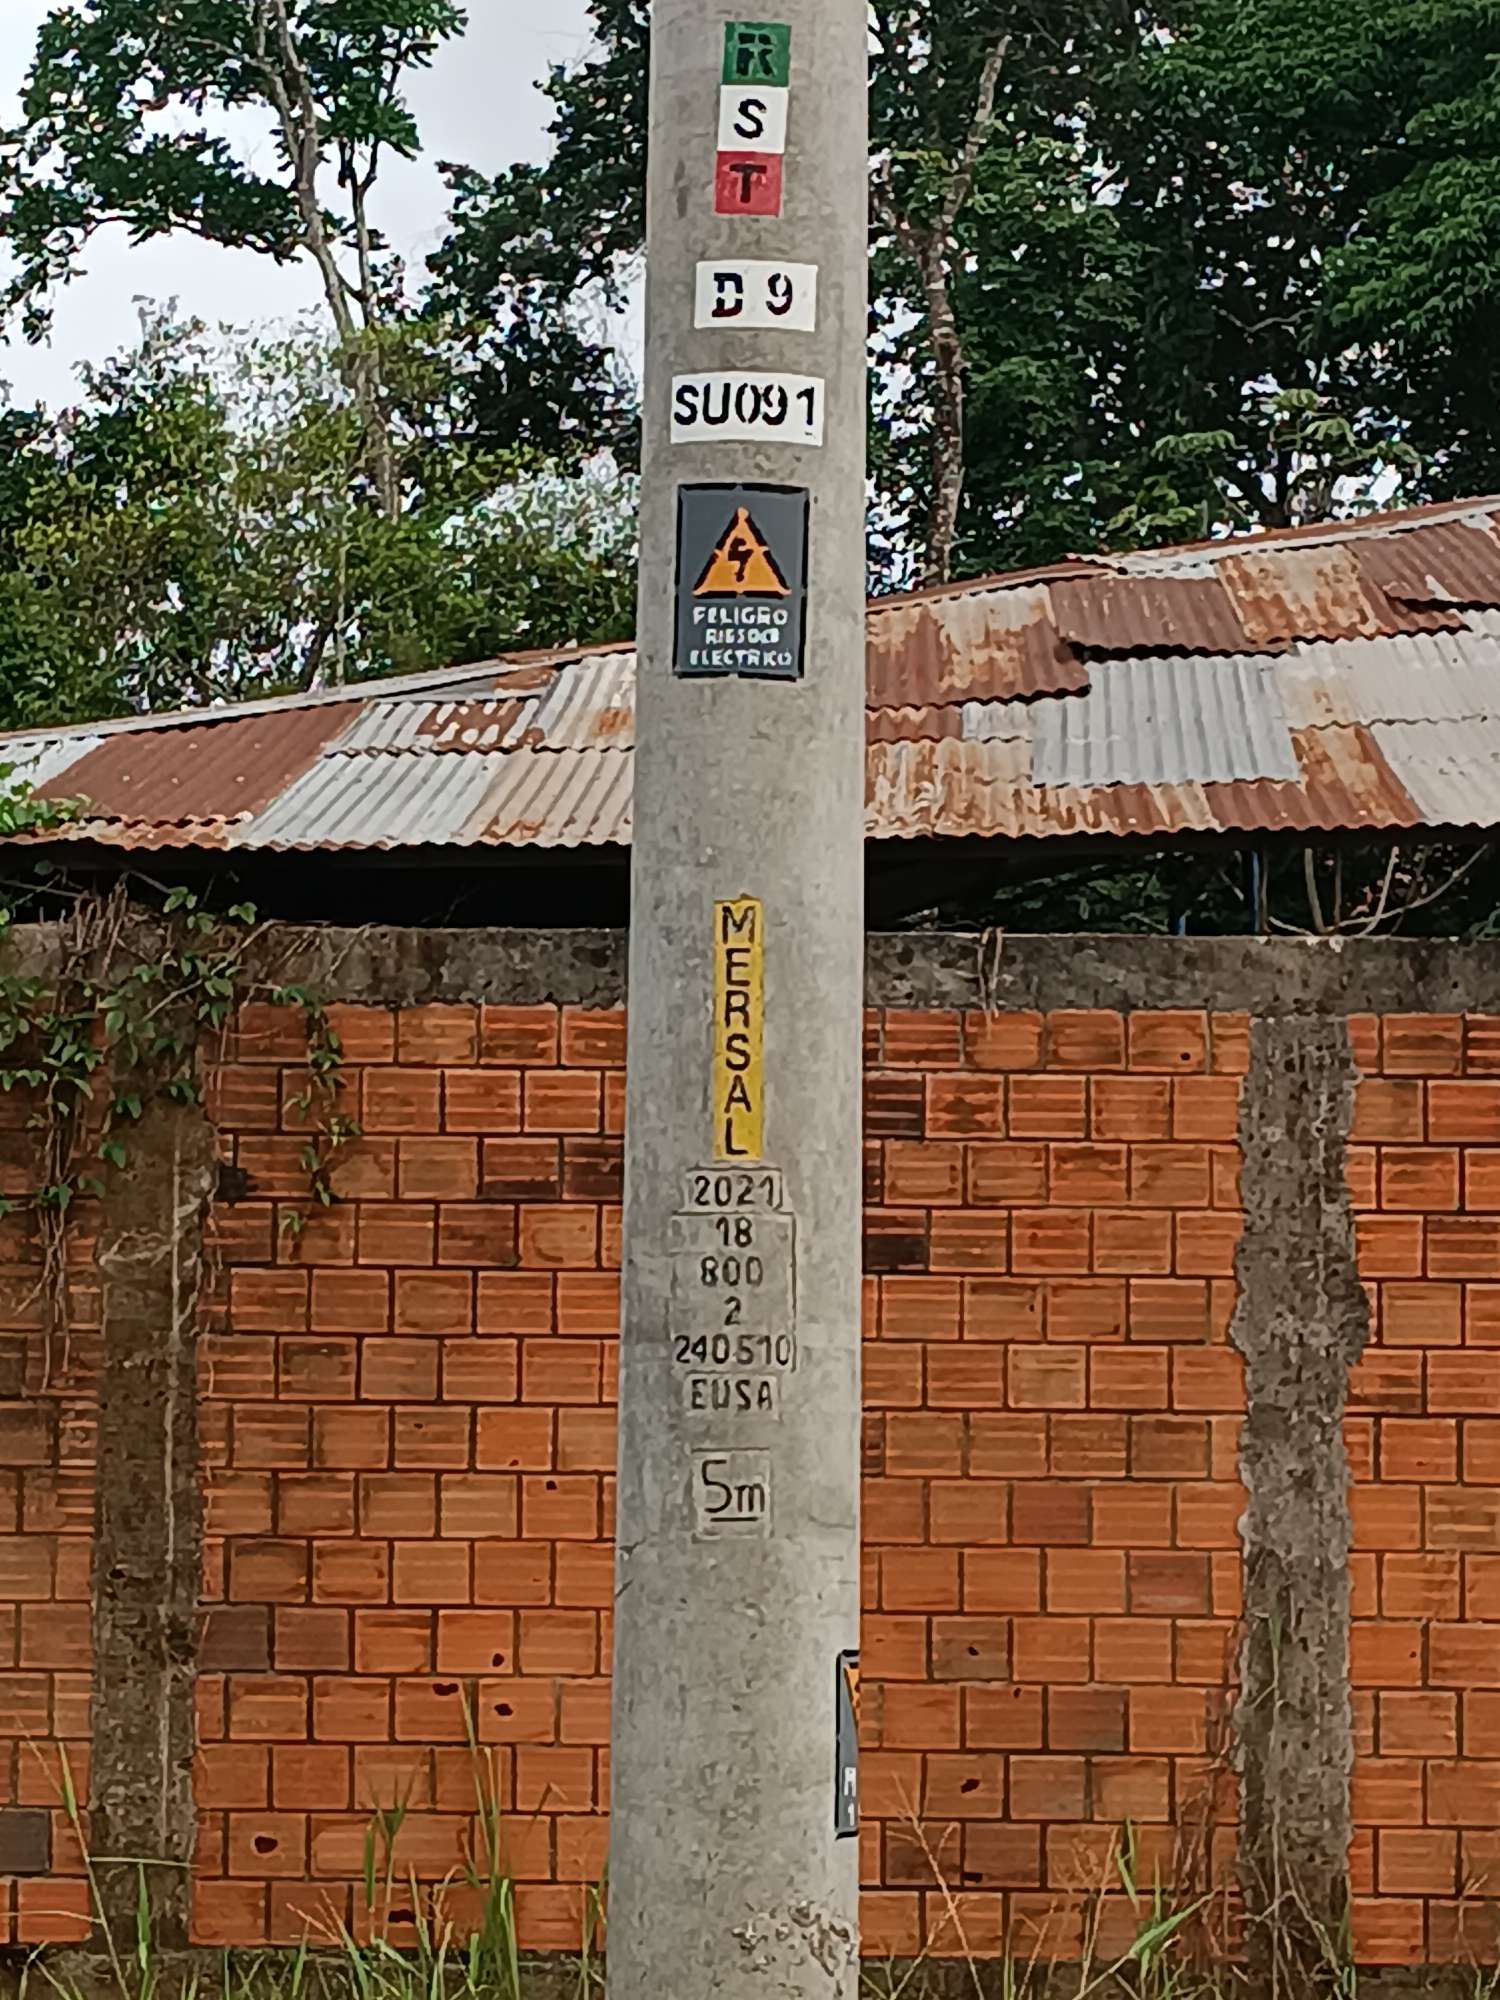 R
S
T
D 9
SU091
PELIGRO
RIESGO
ELECTRICO
MERSAL
2021
18
800
2
240510
EUSA
5m